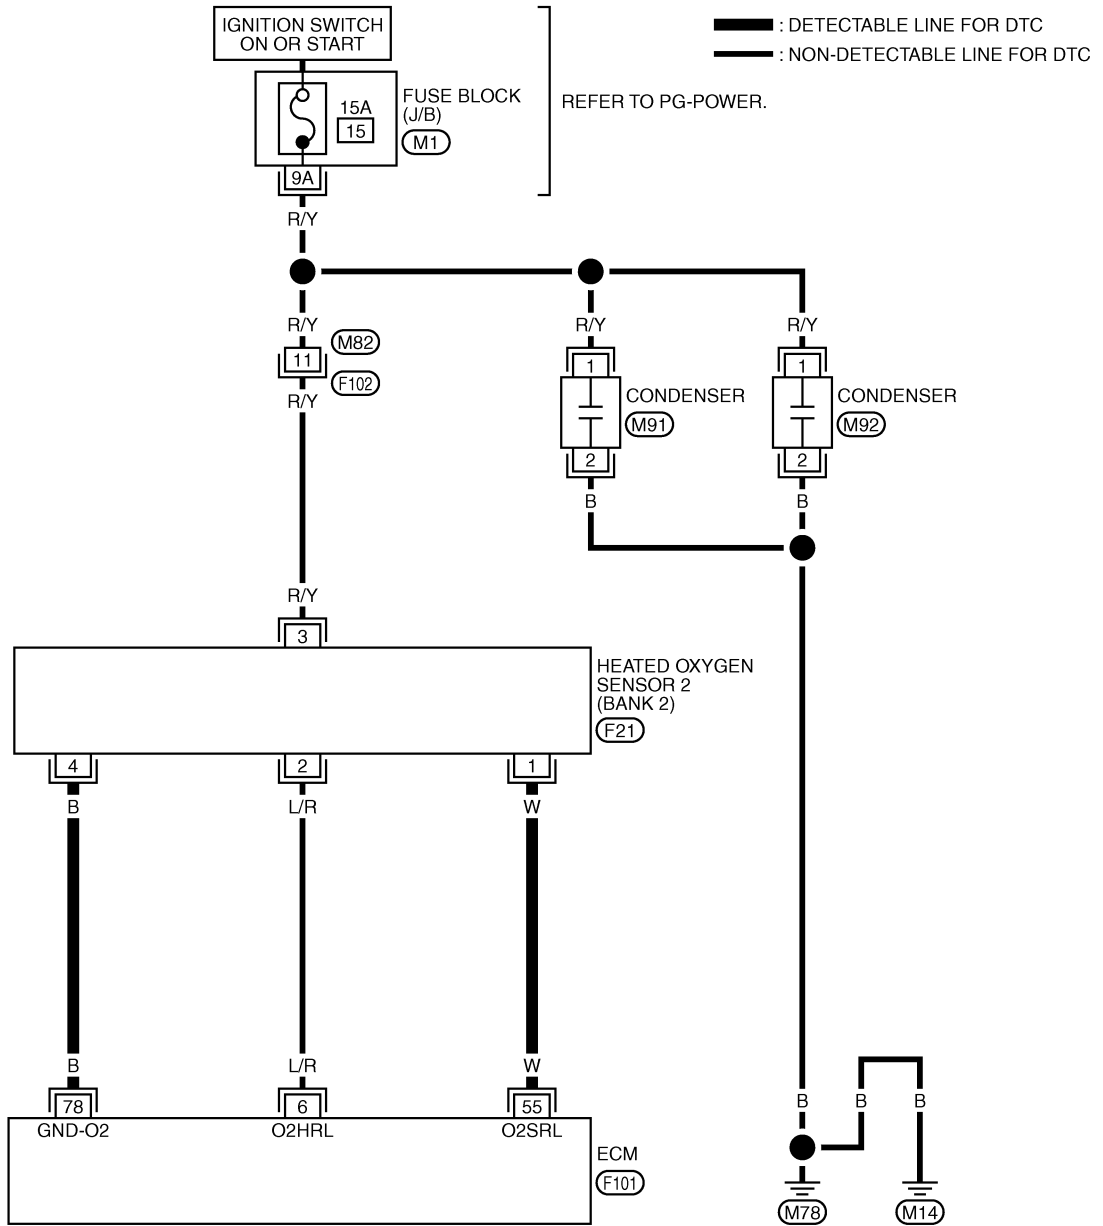 IGNITION SWITCH
ON OR START
: DETECTABLE LINE FOR DTC
: NON-DETECTABLE LINE FOR DTC
FUSE BLOCK
(J/B)
M1
15A
15
REFER TO PG-POWER.
9A
R/Y
R/Y
R/Y
R/Y
M82
11
F102
R/Y
1
1
CONDENSER
M91
CONDENSER
M92
2
2
B
B
R/Y
3
HEATED OXYGEN
SENSOR 2
(BANK 2)
F21
4
2
1
B
L/R
W
B
L/R
W
B
B
B
78
6
55
GND-O2
O2HRL
O2SRL
ECM
F101
M78
M14